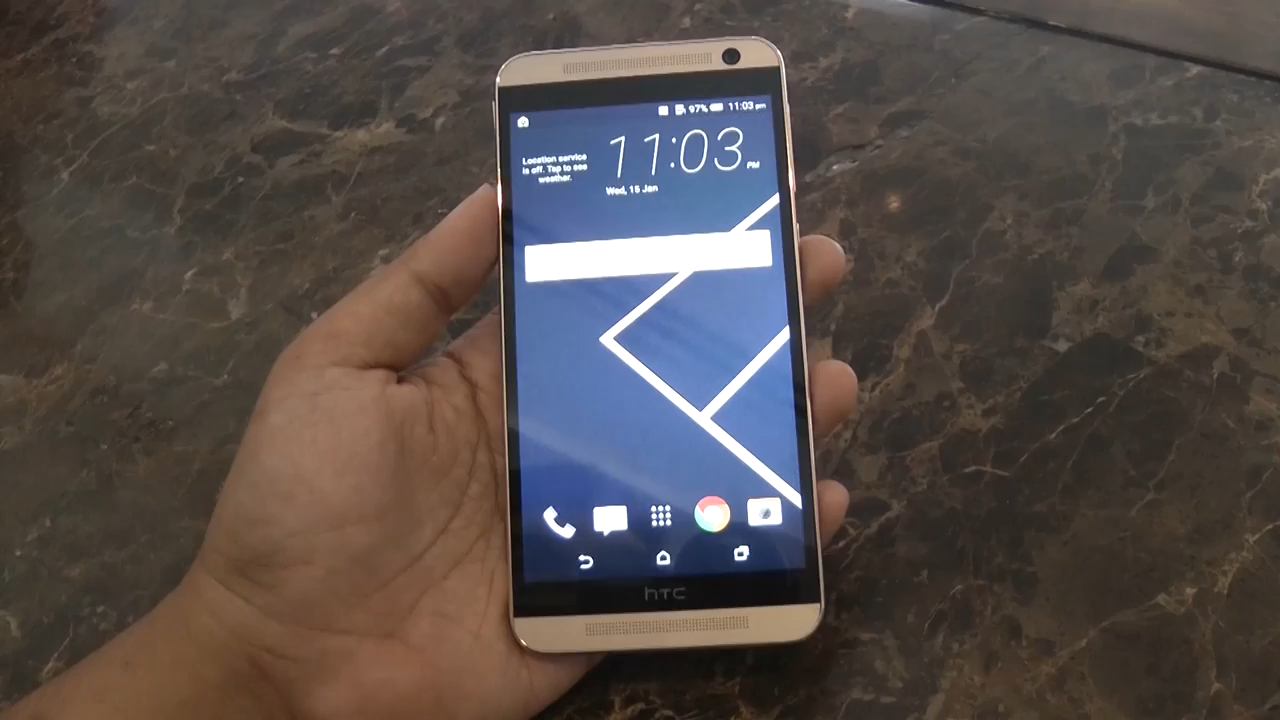 97% 11:03 PM
11:03 PM
Location service
is off. Tap to see
weather.
Wed, 15 Jan
hTC